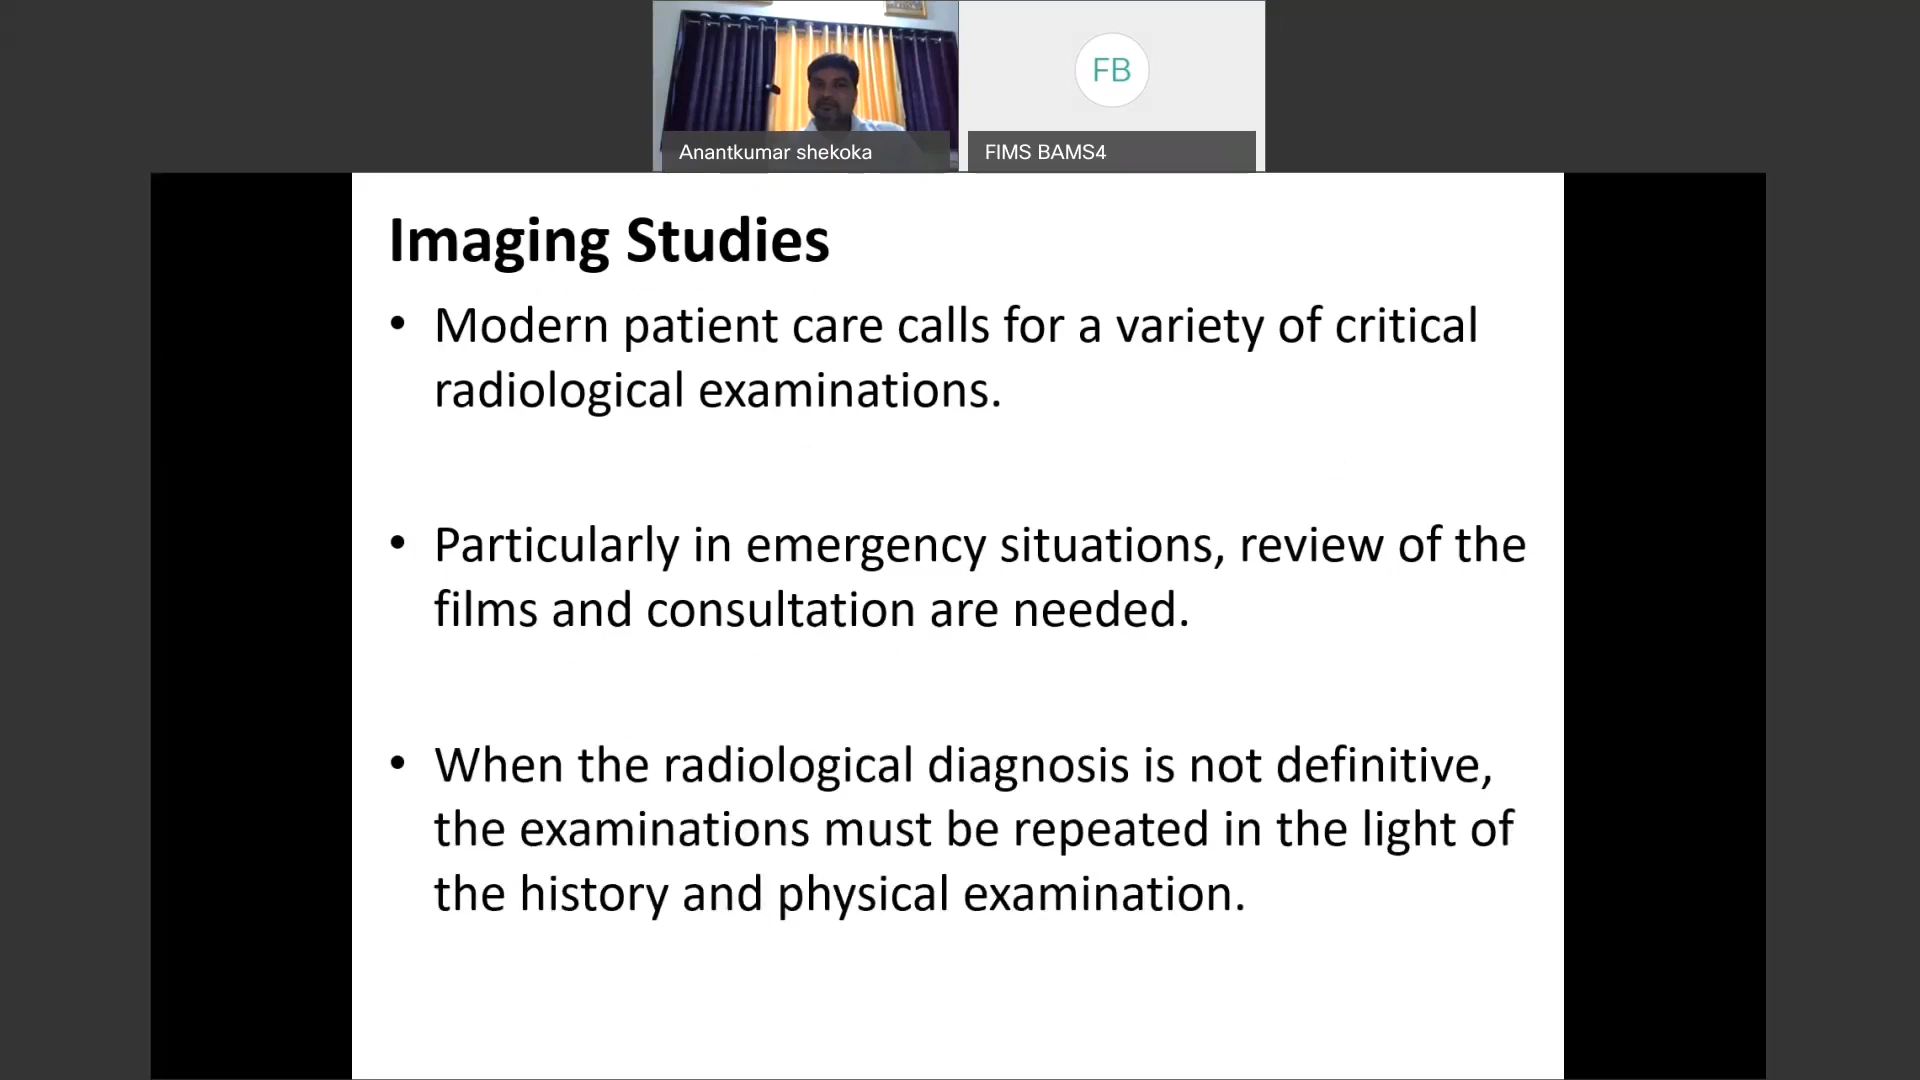 FB
Anantkumar shekoka
FIMS BAMS4
Imaging Studies
• Modern patient care calls for a variety of critical
radiological examinations.
• Particularly in emergency situations, review of the
films and consultation are needed.
• When the radiological diagnosis is not definitive,
the examinations must be repeated in the light of
the history and physical examination.